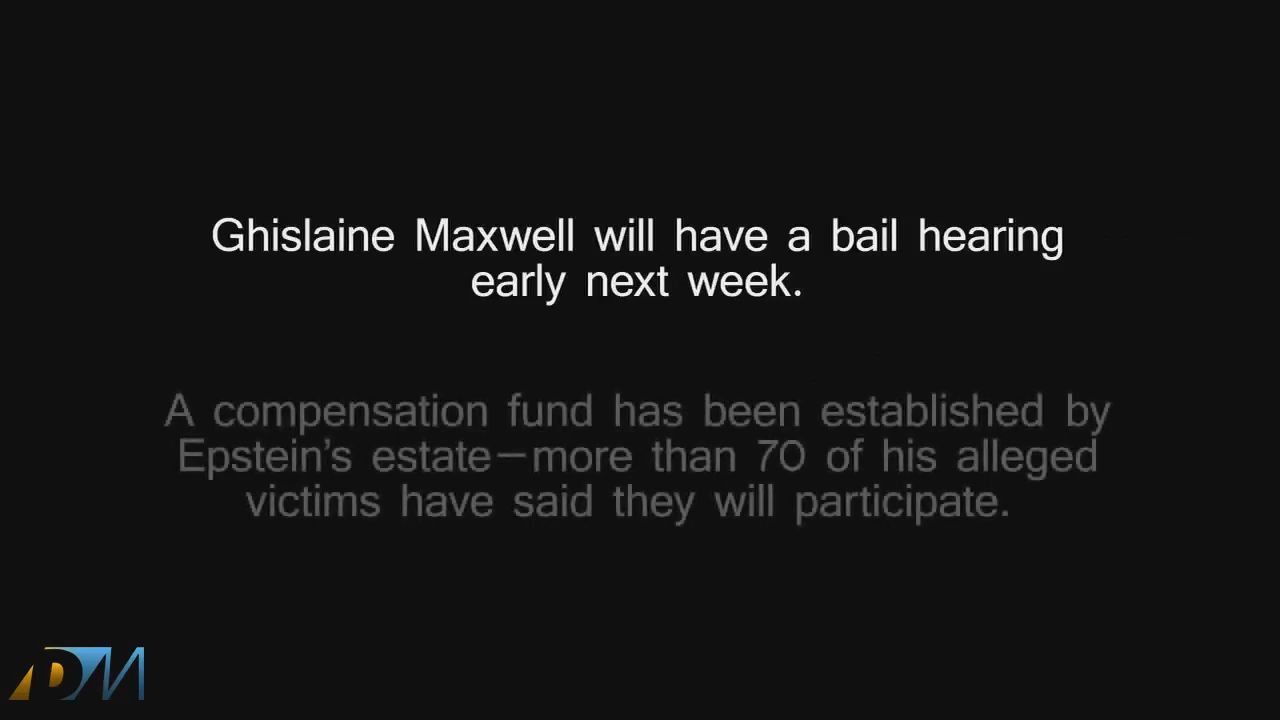 Ghislaine Maxwell will have a bail hearing
early next week.
A compensation fund has been established by
Epstein's estate—more than 70 of his alleged
victims have said they will participate.
DM